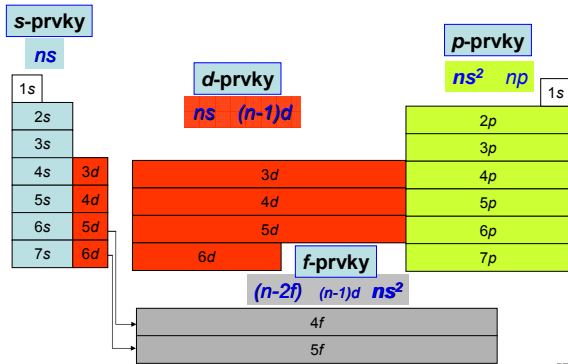 s-prvky
ns
1s
2s
3s
4s 3d
5s 4d
6s 5d
7s 6d
d-prvky
ns (n-1)d
3d
4d
5d
6d
p-prvky
ns² np
1s
2p
3p
4p
5p
6p
7p
f-prvky
(n-2f) (n-1)d ns²
4f
5f